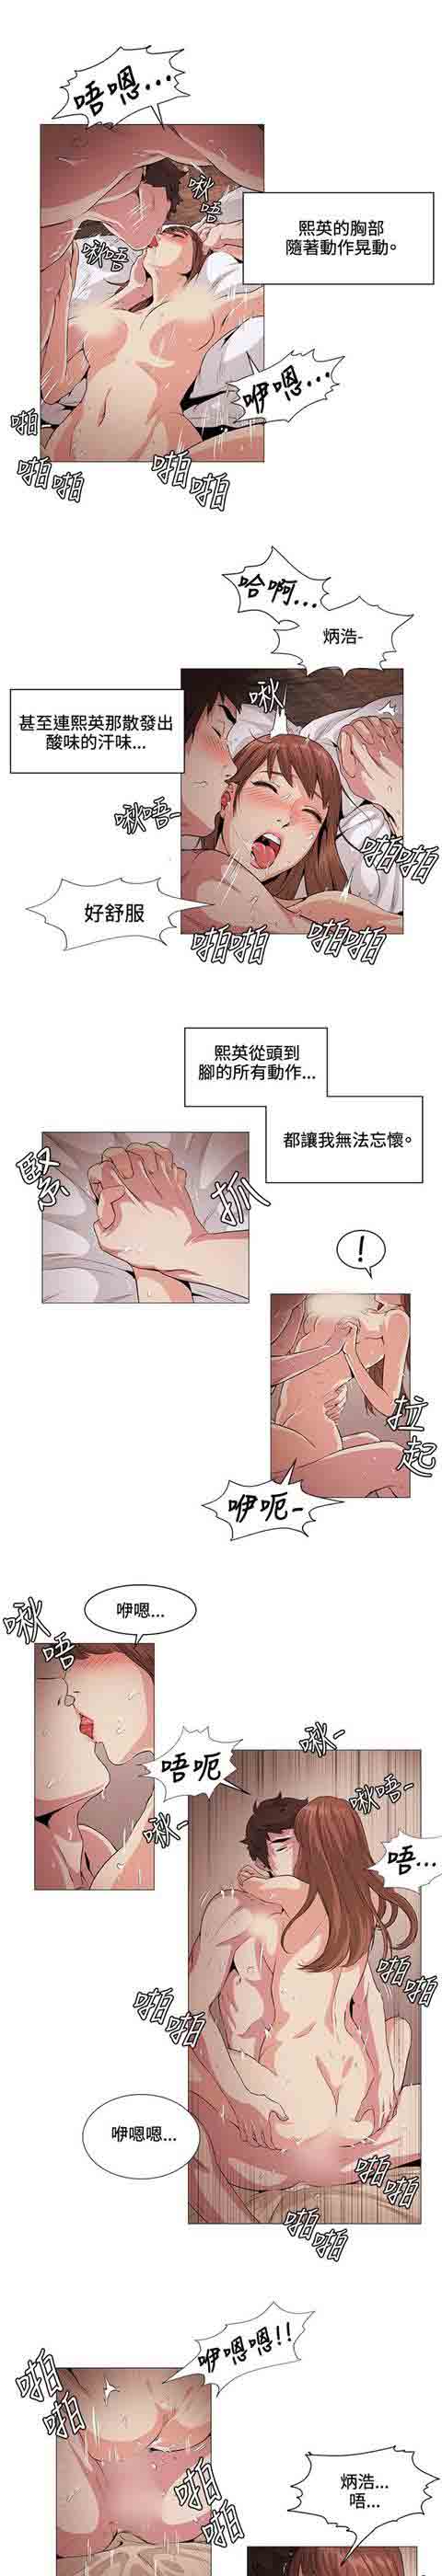 唔嗯...
啾
唔
啾唔
熙英的胸部
隨著動作晃動。
咿嗯...
啪
啪啪
啪啪
哈啊...
炳浩-
啾
甚至連熙英那散發出
酸味的汗味...
啾唔-
啪啪
好舒服
啪啪
啪啪
熙英從頭到
腳的所有動作...
都讓我無法忘懷。
緊
抓
!
拉
起
咿呃-
咿嗯...
啾
唔
啾-
唔呃
啾唔-
啾-
唔...
啪啪
啪啪
咿嗯嗯...
啪啪
啪啪
咿嗯嗯!!
啪
啪
啪
啪
炳浩...
唔...